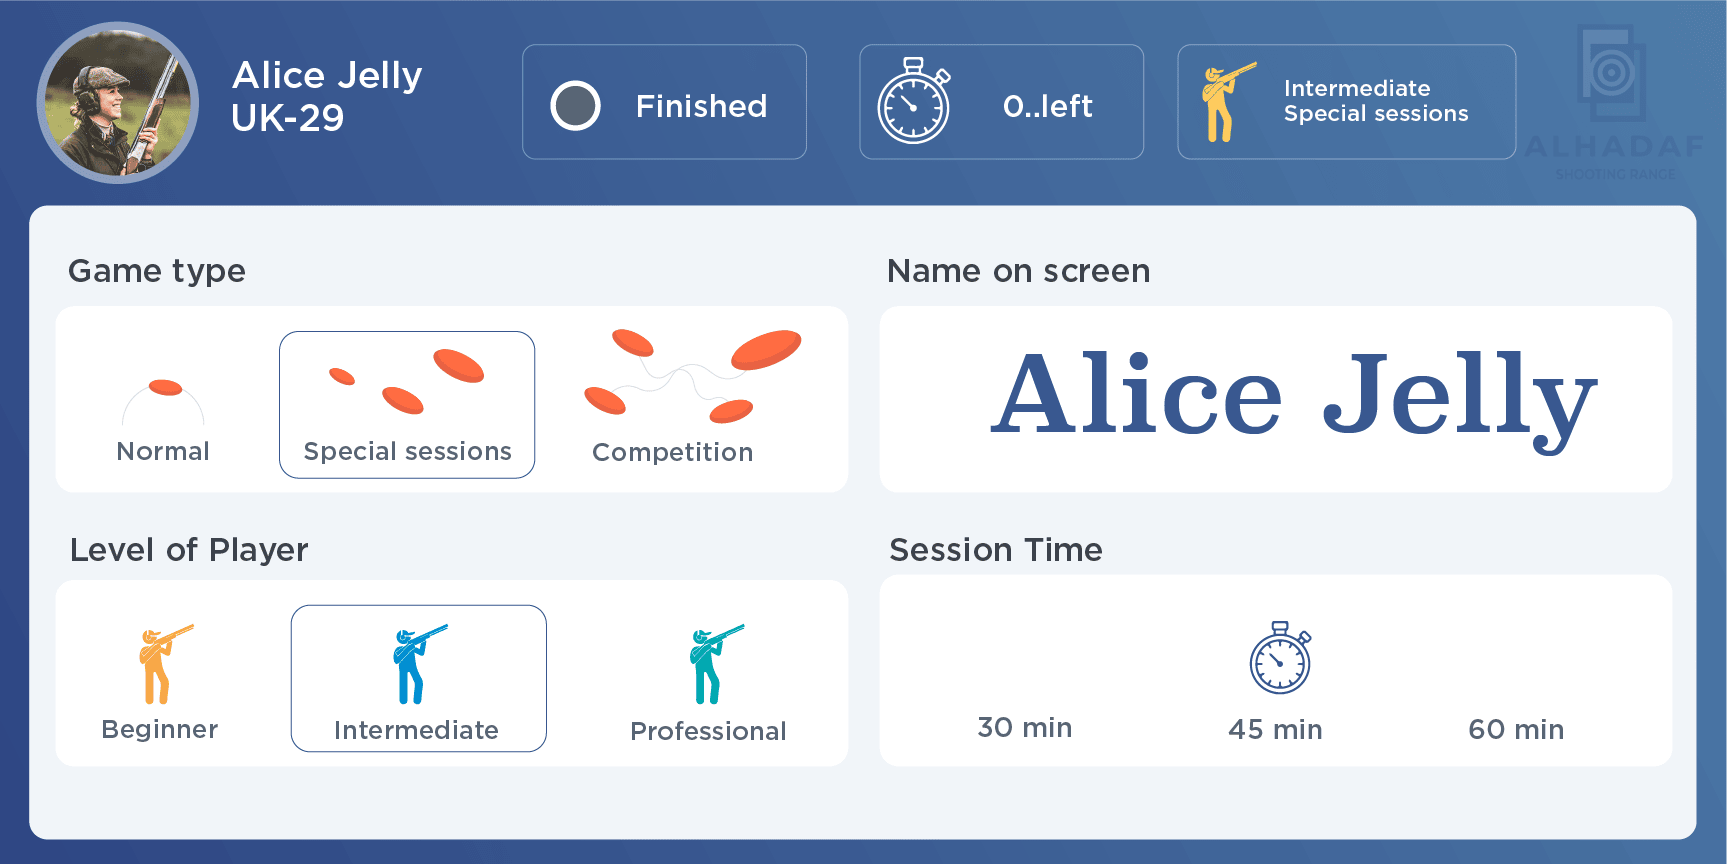 Alice Jelly
UK-29
Finished
0..left
Intermediate
Special sessions
ALHADAF
SHOOTING RANGE
Game type
Normal
Special sessions
Competition
Name on screen
Alice Jelly
Level of Player
Beginner
Intermediate
Professional
Session Time
30 min
45 min
60 min